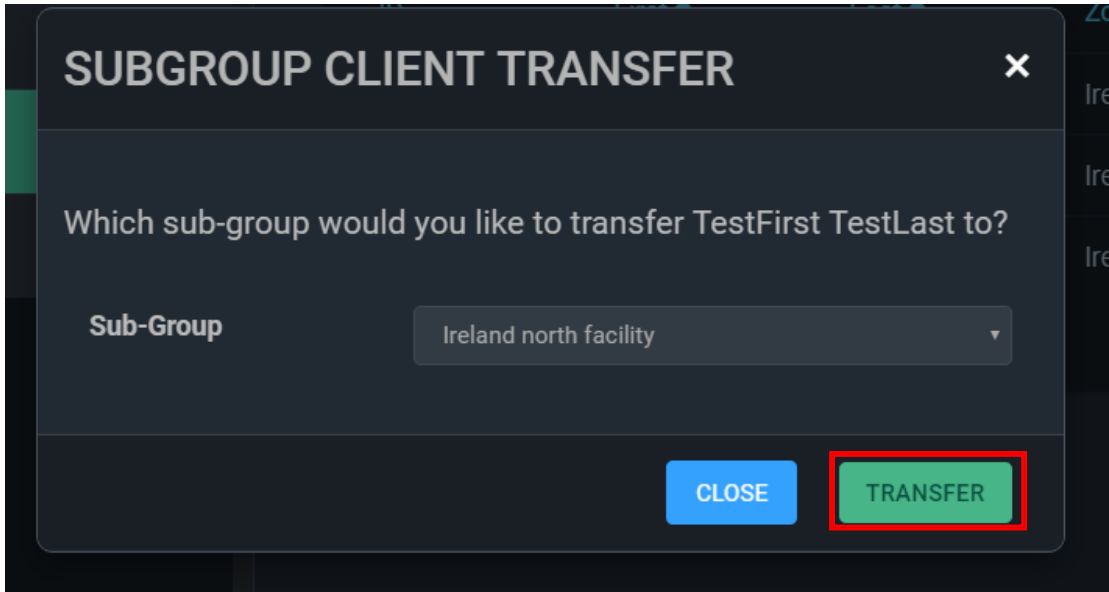 SUBGROUP CLIENT TRANSFER
×
Which sub-group would you like to transfer TestFirst TestLast to?
Sub-Group
Ireland north facility
CLOSE
TRANSFER